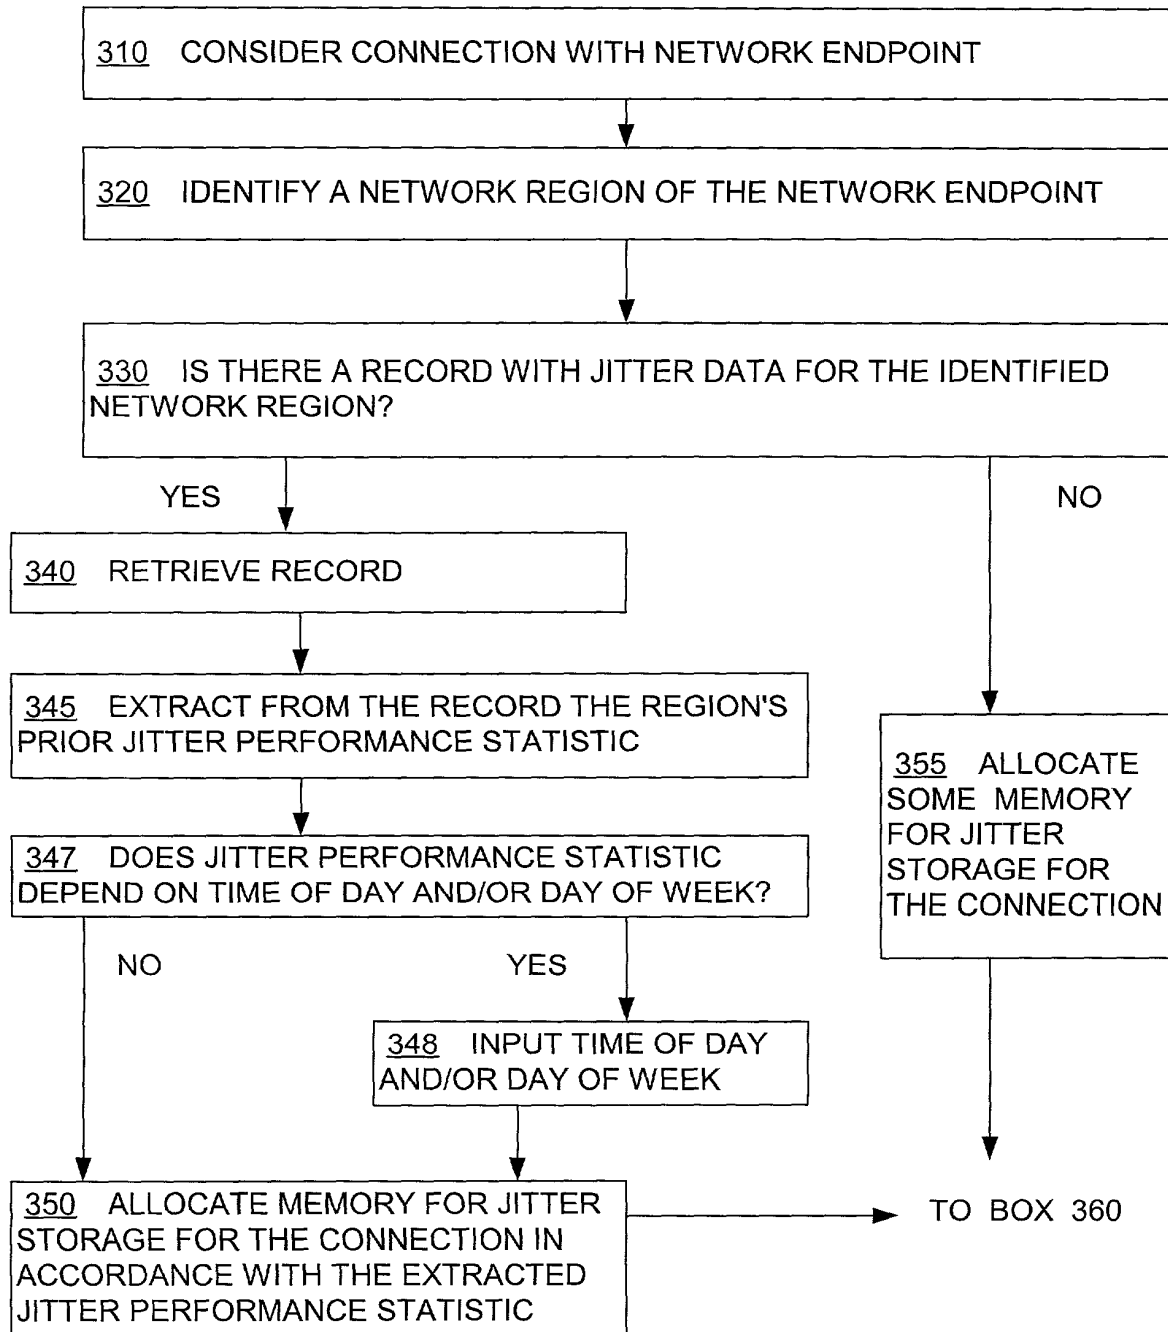 310 CONSIDER CONNECTION WITH NETWORK ENDPOINT
320 IDENTIFY A NETWORK REGION OF THE NETWORK ENDPOINT
330 IS THERE A RECORD WITH JITTER DATA FOR THE IDENTIFIED
NETWORK REGION?
YES
NO
340 RETRIEVE RECORD
345 EXTRACT FROM THE RECORD THE REGION'S
PRIOR JITTER PERFORMANCE STATISTIC
355 ALLOCATE
SOME MEMORY
FOR JITTER
STORAGE FOR
THE CONNECTION
347 DOES JITTER PERFORMANCE STATISTIC
DEPEND ON TIME OF DAY AND/OR DAY OF WEEK?
NO
YES
348 INPUT TIME OF DAY
AND/OR DAY OF WEEK
350 ALLOCATE MEMORY FOR JITTER
STORAGE FOR THE CONNECTION IN
ACCORDANCE WITH THE EXTRACTED
JITTER PERFORMANCE STATISTIC
TO BOX 360